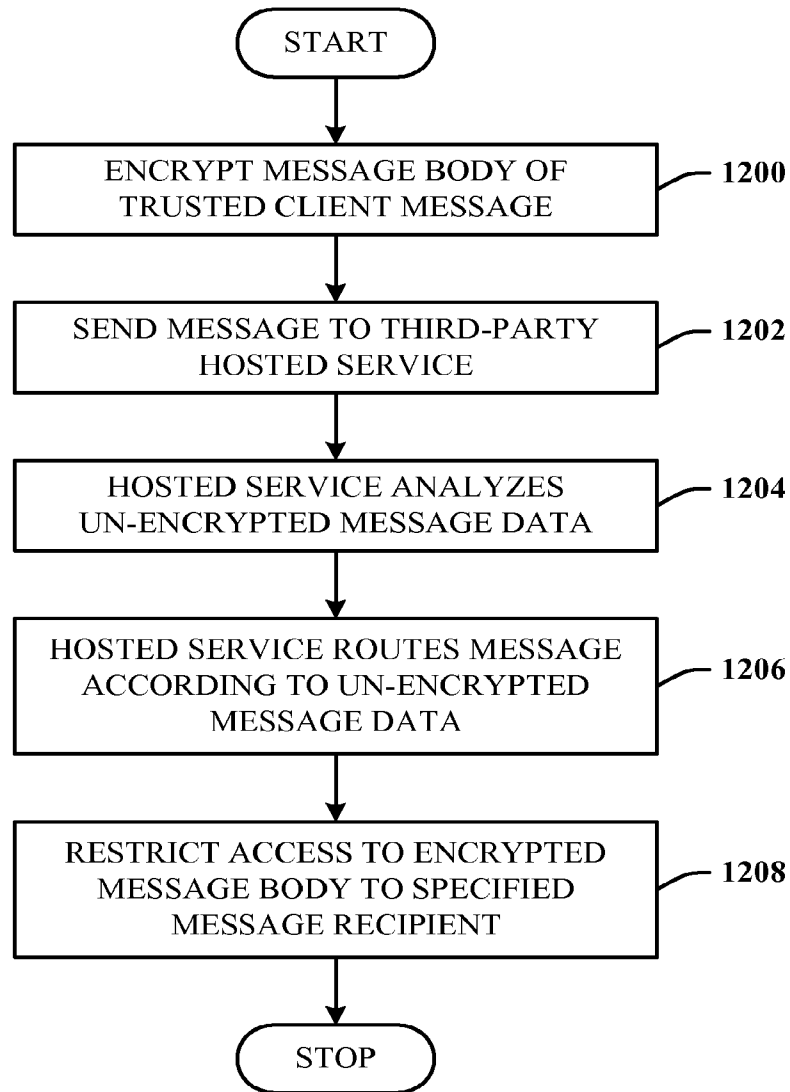 START
ENCRYPT MESSAGE BODY OF
TRUSTED CLIENT MESSAGE
1200
SEND MESSAGE TO THIRD-PARTY
HOSTED SERVICE
1202
HOSTED SERVICE ANALYZES
UN-ENCRYPTED MESSAGE DATA
1204
HOSTED SERVICE ROUTES MESSAGE
ACCORDING TO UN-ENCRYPTED
MESSAGE DATA
1206
RESTRICT ACCESS TO ENCRYPTED
MESSAGE BODY TO SPECIFIED
MESSAGE RECIPIENT
1208
STOP